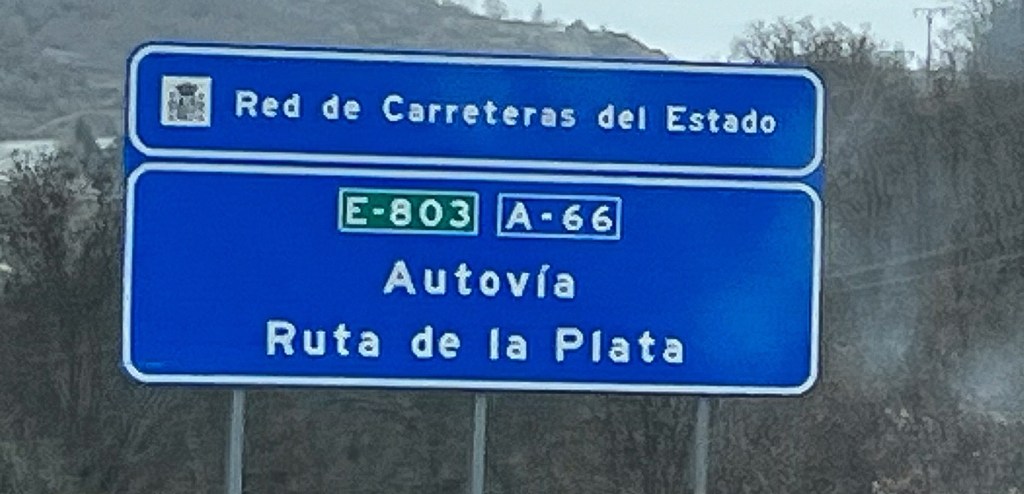 Red de Carreteras del Estado
E-803 A-66
Autovía
Ruta de la Plata